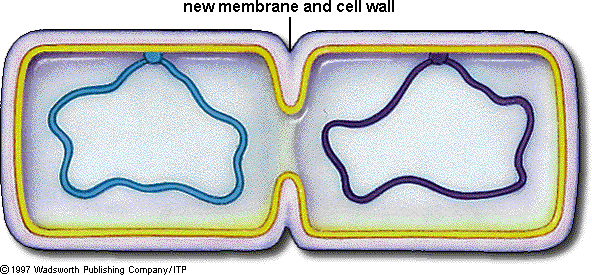 new membrane and cell wall
© 1997 Wadsworth Publishing Company/ITP